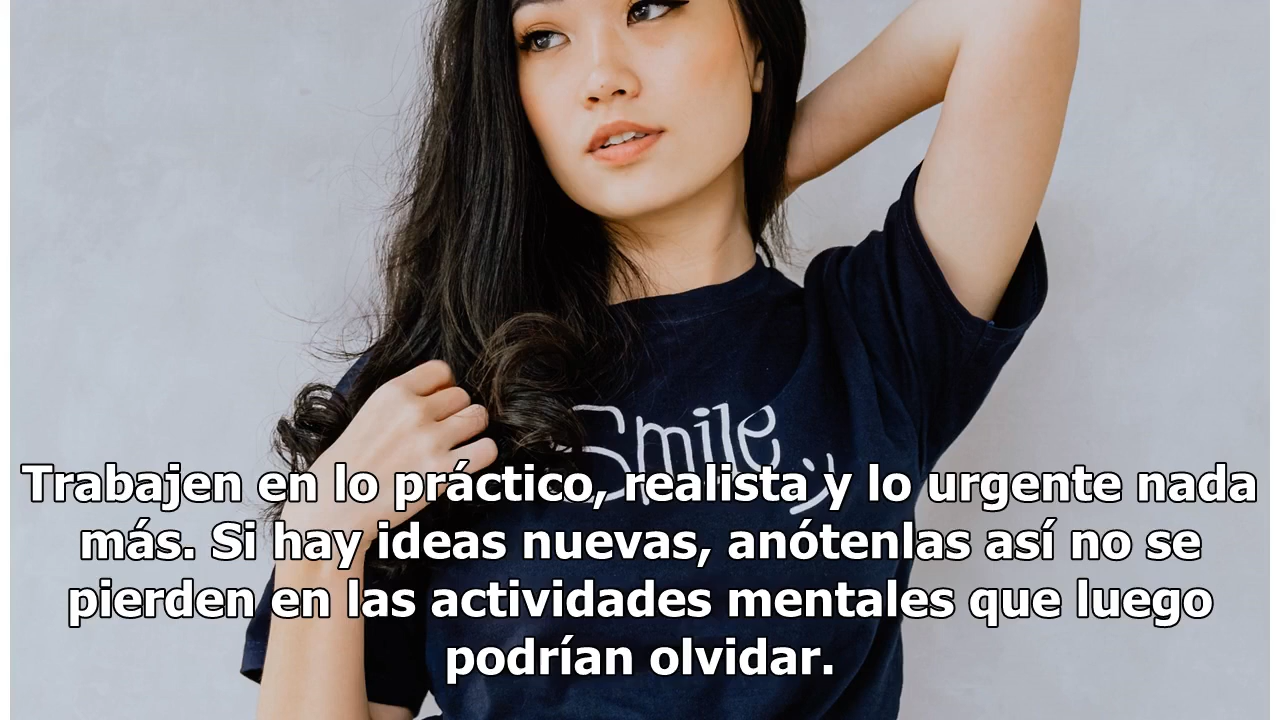 Smile
Trabajen en lo práctico, realista y lo urgente nada
más. Si hay ideas nuevas, anótenlas así no se
pierden en las actividades mentales que luego
podrían olvidar.